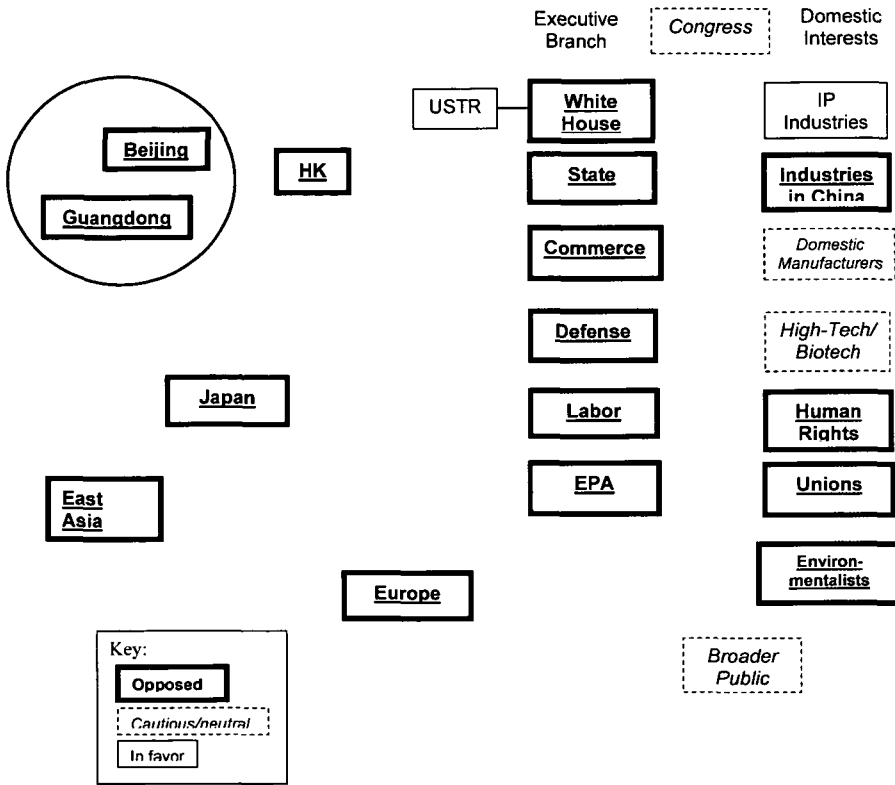 Executive
Branch
Congress
Domestic
Interests
USTR
White
House
IP
Industries
Beijing
HK
State
Industries
in China
Guangdong
Commerce
Domestic
Manufacturers
Defense
High-Tech/
Biotech
Japan
Labor
Human
Rights
East
Asia
EPA
Unions
Europe
Environ-
mentalists
Key:
Opposed
Cautious/neutral
In favor
Broader
Public